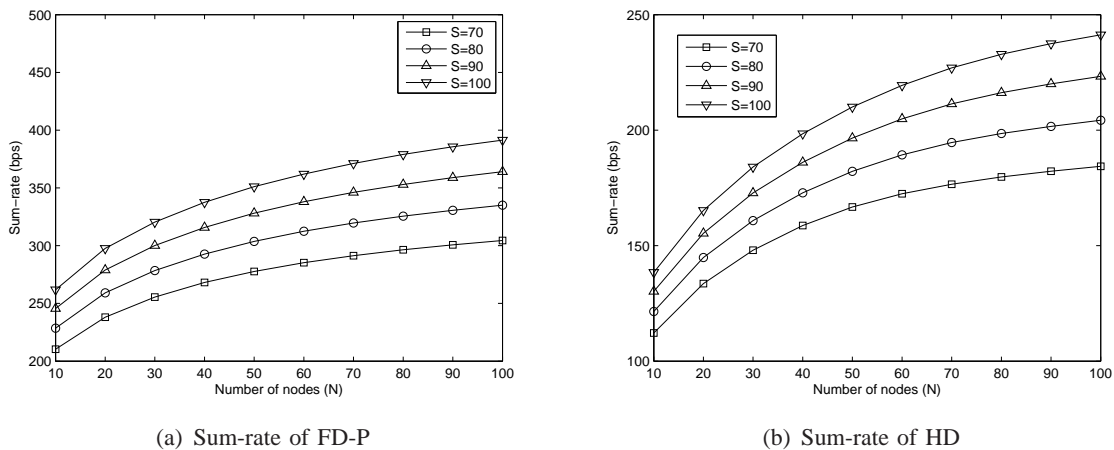 500
450
400
350
300
250
200
10 20 30 40 50 60 70 80 90 100
Number of nodes (N)
Sum−rate (bps)
S=70
S=80
S=90
S=100
(a) Sum-rate of FD-P
250
200
150
100
10 20 30 40 50 60 70 80 90 100
Number of nodes (N)
Sum−rate (bps)
S=70
S=80
S=90
S=100
(b) Sum-rate of HD